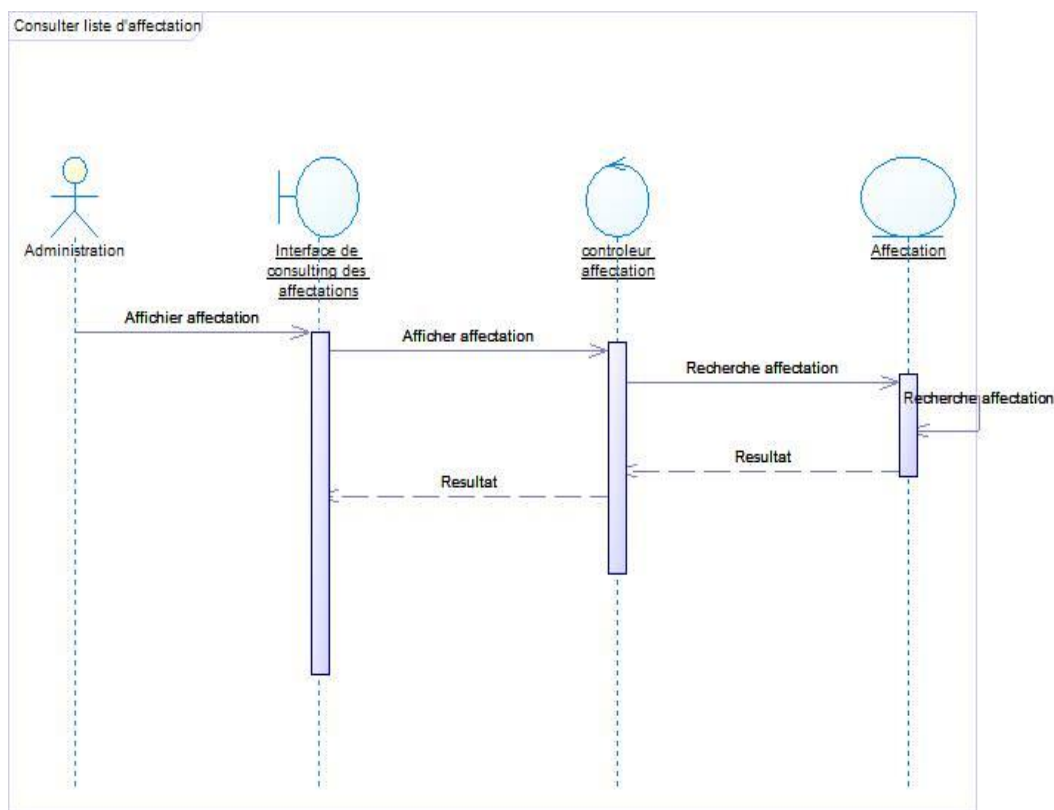 Consulter liste d'affectation
Administration
Interface de
consulting des
affectations
controleur
affectation
Affectation
Affichier affectation
Afficher affectation
Recherche affectation
Recherche affectation
Resultat
Resultat